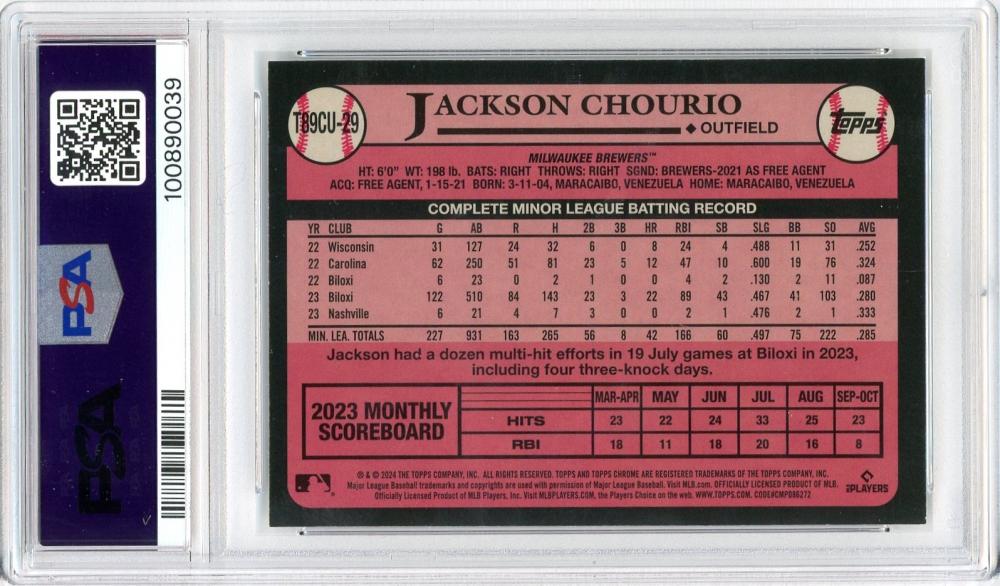 100890039
PSA
PSA
T89CU-29
JACKSON CHOURIO
◆ OUTFIELD
Topps
MILWAUKEE BREWERS™
HT: 6'0" WT: 198 lb. BATS: RIGHT THROWS: RIGHT SGND: BREWERS-2021 AS FREE AGENT
ACQ: FREE AGENT, 1-15-21 BORN: 3-11-04, MARACAIBO, VENEZUELA HOME: MARACAIBO, VENEZUELA
COMPLETE MINOR LEAGUE BATTING RECORD
YR CLUB G AB R H 2B 3B HR RBI SB SLG BB SO AVG
22 Wisconsin 31 127 24 32 6 0 8 24 4 .488 11 31 .252
22 Carolina 62 250 51 81 23 5 12 47 10 .600 19 76 .324
22 Biloxi 6 23 0 2 1 0 0 4 2 .130 2 11 .087
23 Biloxi 122 510 84 143 23 3 22 89 43 .467 41 103 .280
23 Nashville 6 21 4 7 3 0 0 2 1 .476 2 1 .333
MIN. LEA. TOTALS 227 931 163 265 56 8 42 166 60 .497 75 222 .285
Jackson had a dozen multi-hit efforts in 19 July games at Biloxi in 2023,
including four three-knock days.
2023 MONTHLY
SCOREBOARD
MAR-APR MAY JUN JUL AUG SEP-OCT
HITS 23 22 24 33 25 23
RBI 18 11 18 20 16 8
® & © 2024 THE TOPPS COMPANY, INC. ALL RIGHTS RESERVED. TOPPS AND TOPPS CHROME ARE REGISTERED TRADEMARKS OF THE TOPPS COMPANY, INC.
Major League Baseball trademarks and copyrights are used with permission of Major League Baseball. Visit MLB.com. OFFICIALLY LICENSED PRODUCT OF MLB.
Officially Licensed Product of MLB Players, Inc. Visit MLBPLAYERS.com, the Players Choice on the web. WWW.TOPPS.COM. CODE#CMP086272
MLB PLAYERS